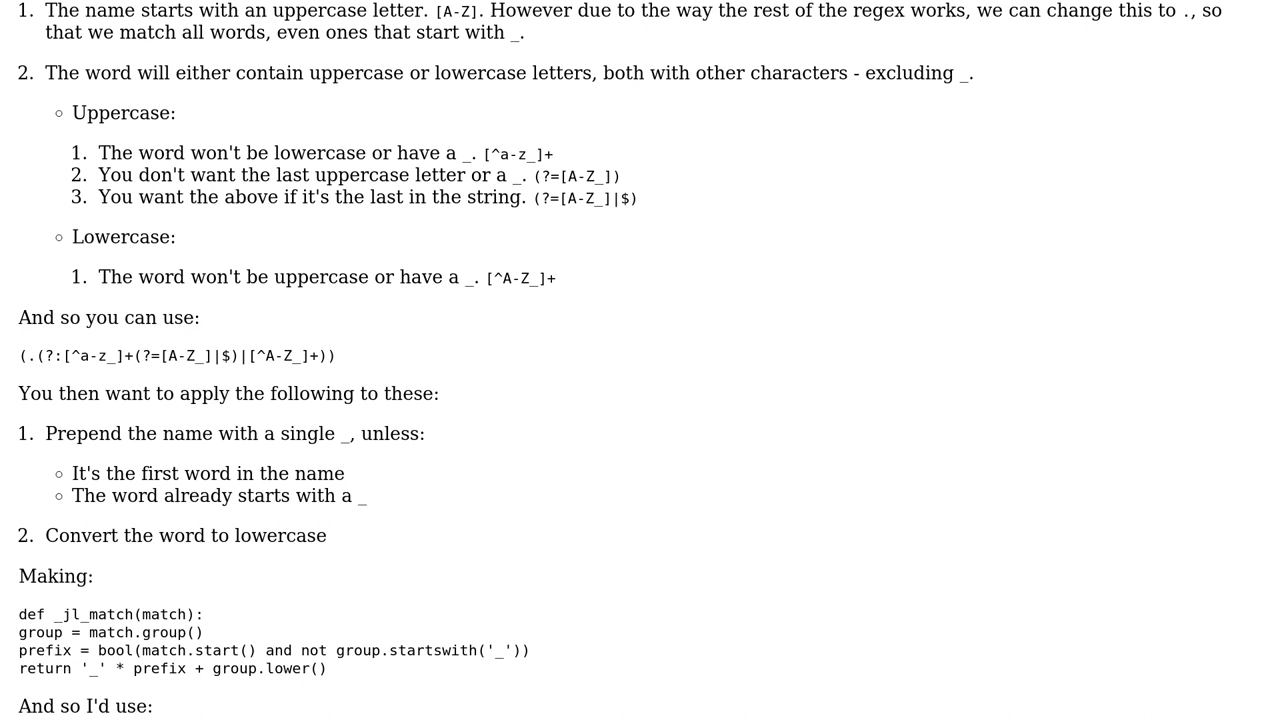 1. The name starts with an uppercase letter. [A-Z]. However due to the way the rest of the regex works, we can change this to ., so
that we match all words, even ones that start with _.
2. The word will either contain uppercase or lowercase letters, both with other characters - excluding _.
◦ Uppercase:
1. The word won't be lowercase or have a _. [^a-z_]+
2. You don't want the last uppercase letter or a _. (?=[A-Z_])
3. You want the above if it's the last in the string. (?=[A-Z_]|$)
◦ Lowercase:
1. The word won't be uppercase or have a _. [^A-Z_]+
And so you can use:
(.(?:[^a-z_]+(?=[A-Z_]|$)|[^A-Z_]+))
You then want to apply the following to these:
1. Prepend the name with a single _, unless:
◦ It's the first word in the name
◦ The word already starts with a _
2. Convert the word to lowercase
Making:
def _jl_match(match):
group = match.group()
prefix = bool(match.start() and not group.startswith('_'))
return '_' * prefix + group.lower()
And so I'd use: